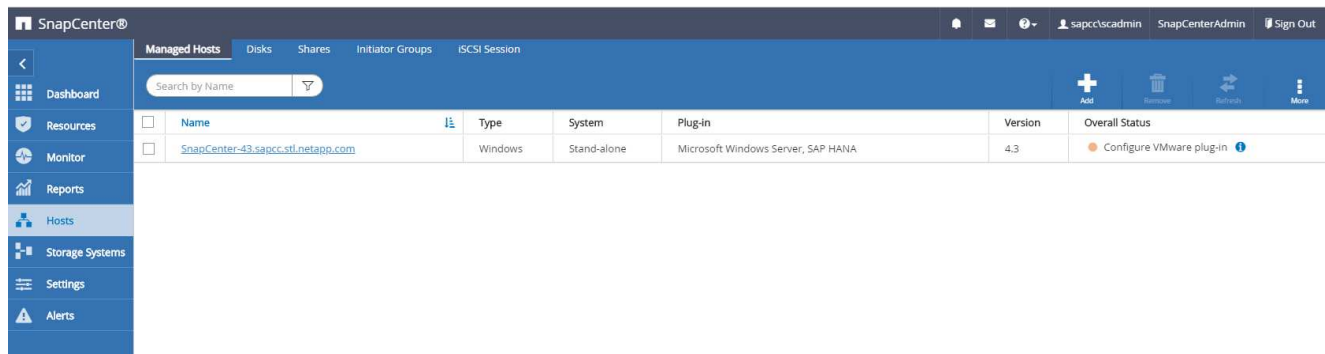 SnapCenter®
sapcc\scadmin SnapCenterAdmin Sign Out
Managed Hosts Disks Shares Initiator Groups iSCSI Session
Search by Name
Add Remove Refresh More
Dashboard
Resources
Monitor
Reports
Hosts
Storage Systems
Settings
Alerts
Name Type System Plug-in Version Overall Status
SnapCenter-43.sapcc.stl.netapp.com Windows Stand-alone Microsoft Windows Server, SAP HANA 4.3 Configure VMware plug-in